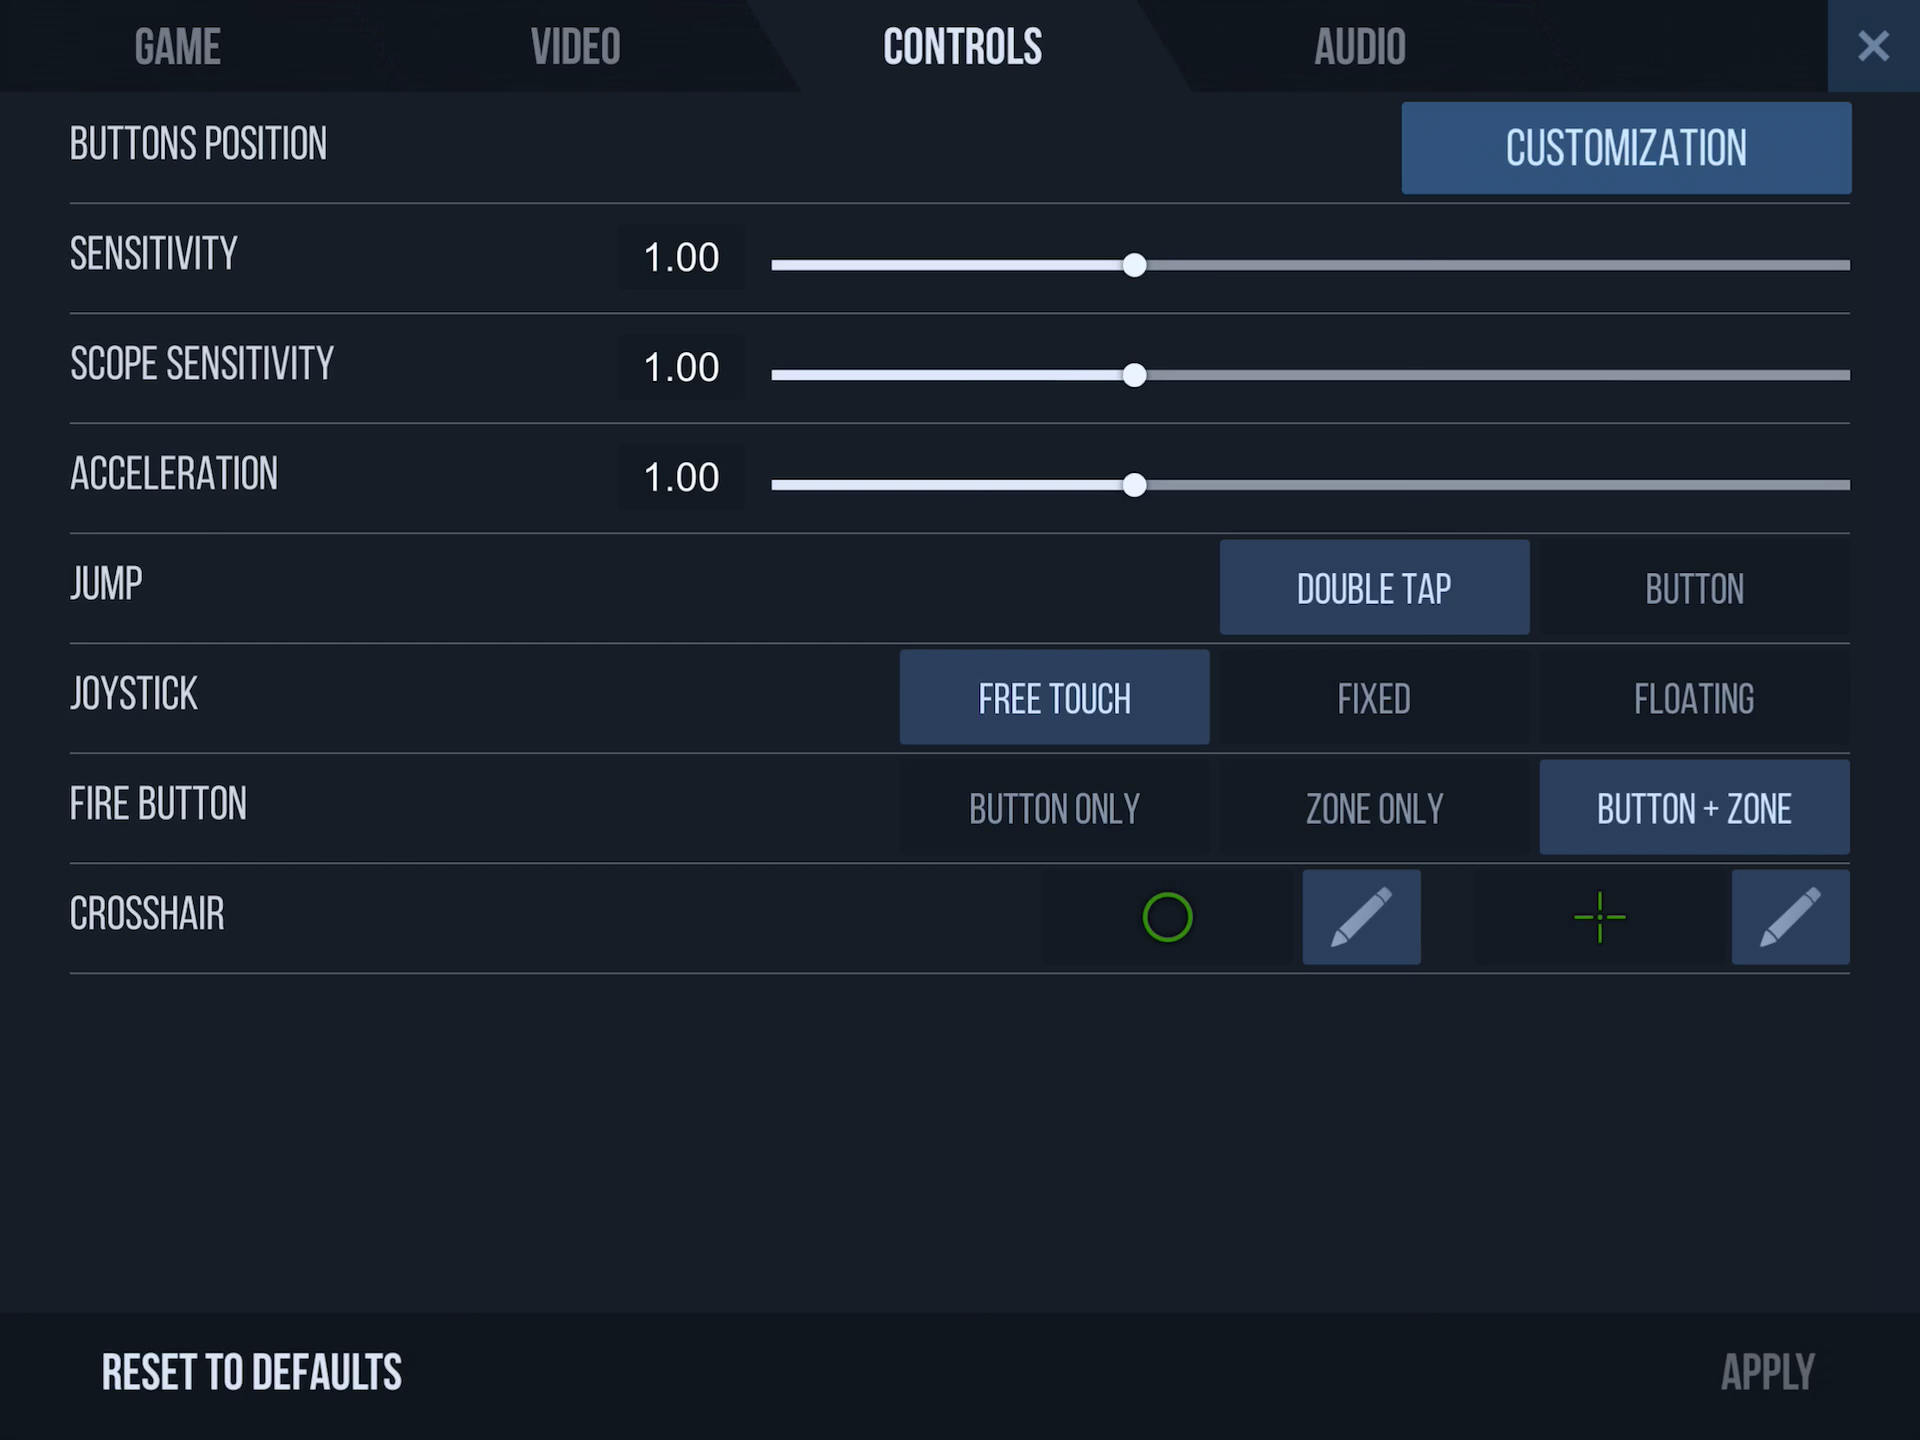 GAME VIDEO CONTROLS AUDIO
BUTTONS POSITION CUSTOMIZATION
SENSITIVITY 1.00
SCOPE SENSITIVITY 1.00
ACCELERATION 1.00
JUMP DOUBLE TAP BUTTON
JOYSTICK FREE TOUCH FIXED FLOATING
FIRE BUTTON BUTTON ONLY ZONE ONLY BUTTON + ZONE
CROSSHAIR
RESET TO DEFAULTS APPLY